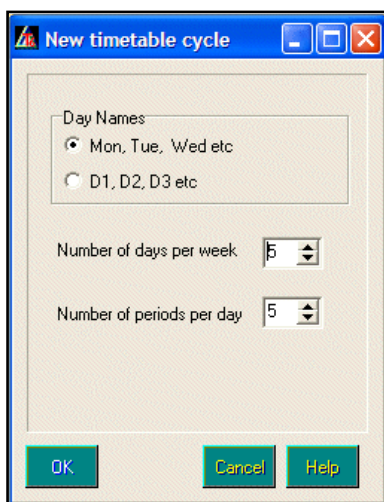 New timetable cycle
Day Names
Mon, Tue, Wed etc
D1, D2, D3 etc
Number of days per week 5
Number of periods per day 5
OK Cancel Help